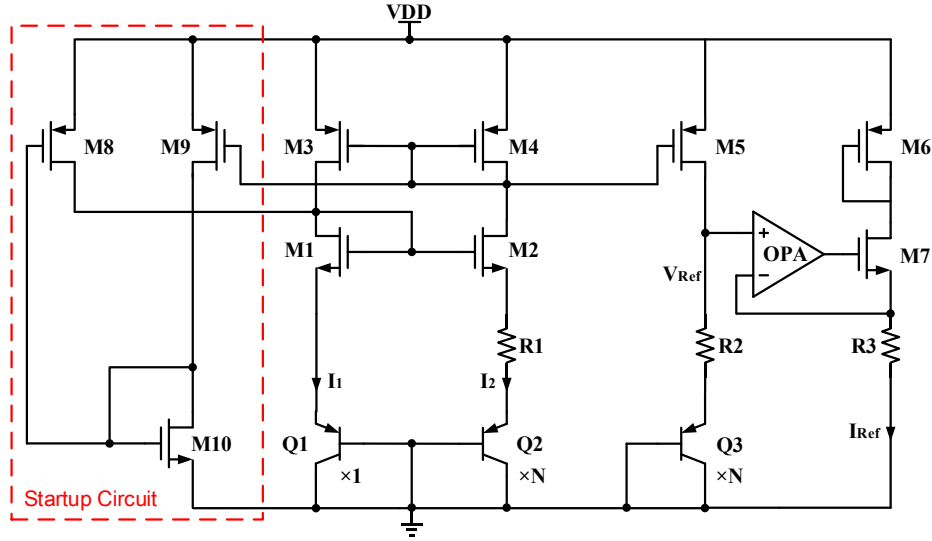 VDD
M8
M9
M3
M4
M5
M6
M1
M2
+
OPA
−
M7
VRef
R1
R2
R3
I1
I2
M10
Q1
Q2
Q3
IRef
×1
×N
×N
Startup Circuit